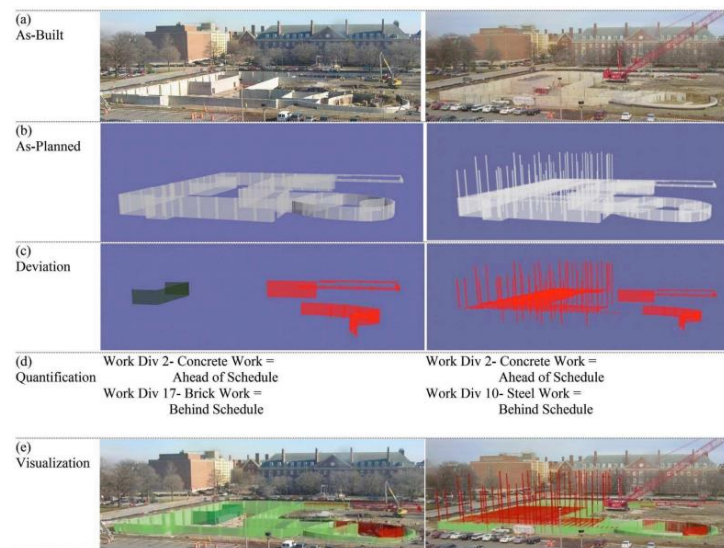 (a)
As-Built
(b)
As-Planned
(c)
Deviation
(d)
Quantification
Work Div 2- Concrete Work =
Ahead of Schedule
Work Div 17- Brick Work =
Behind Schedule
Work Div 2- Concrete Work =
Ahead of Schedule
Work Div 10- Steel Work =
Behind Schedule
(e)
Visualization